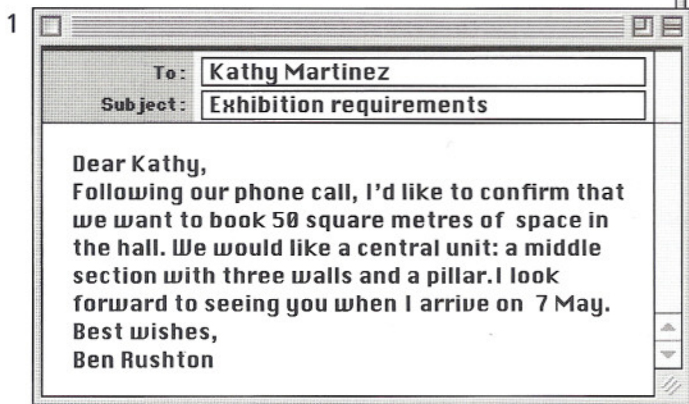 1
To: Kathy Martinez
Subject: Exhibition requirements
Dear Kathy,
Following our phone call, I'd like to confirm that
we want to book 50 square metres of space in
the hall. We would like a central unit: a middle
section with three walls and a pillar.I look
forward to seeing you when I arrive on 7 May.
Best wishes,
Ben Rushton